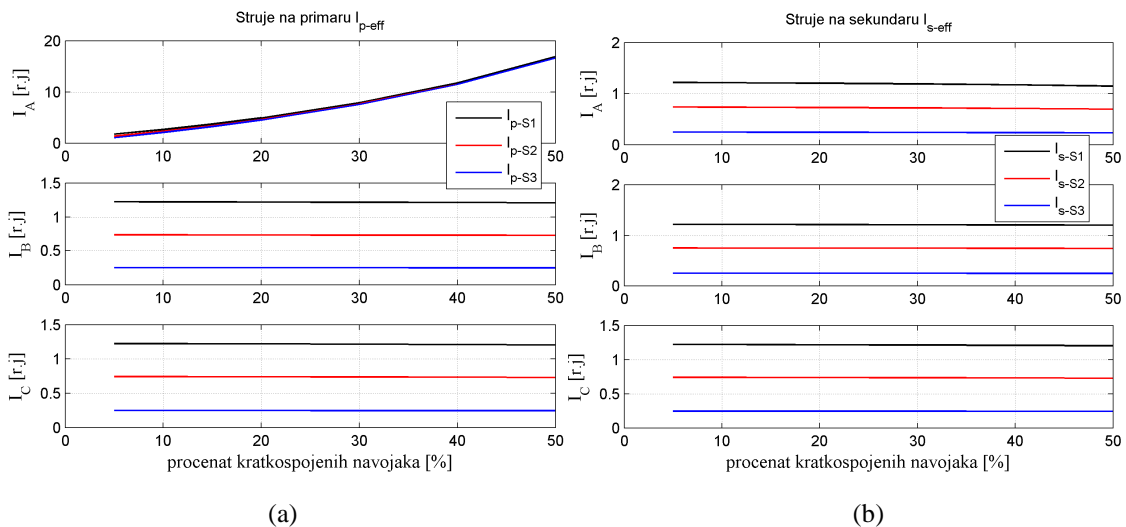 Struje na primaru I_p-eff
I_A [r.j]
20
10
0
0 10 20 30 40 50
I_p-S1
I_p-S2
I_p-S3
I_B [r.j]
1.5
1
0.5
0
0 10 20 30 40 50
I_C [r.j]
1.5
1
0.5
0
0 10 20 30 40 50
procenat kratkospojenih navojaka [%]
(a)
Struje na sekundaru I_s-eff
I_A [r.j]
2
1
0
0 10 20 30 40 50
I_s-S1
I_s-S2
I_s-S3
I_B [r.j]
2
1
0
0 10 20 30 40 50
I_C [r.j]
1.5
1
0.5
0
0 10 20 30 40 50
procenat kratkospojenih navojaka [%]
(b)